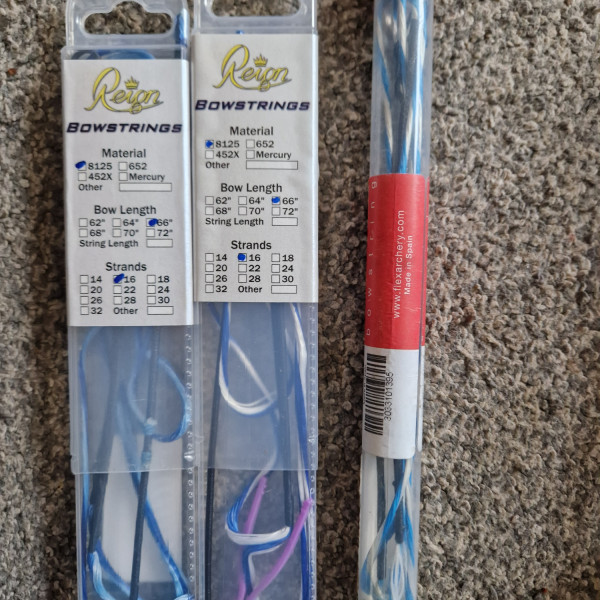 Reign
BOWSTRINGS
Material
8125 652
452X Mercury
Other
Bow Length
62" 64" 66"
68" 70" 72"
String Length
Strands
14 16 18
20 22 24
26 28 30
32 Other
Reign
BOWSTRINGS
Material
8125 652
452X Mercury
Other
Bow Length
62" 64" 66"
68" 70" 72"
String Length
Strands
14 16 18
20 22 24
26 28 30
32 Other
bowstring
www.flexarchery.com
Made in Spain
3003101395